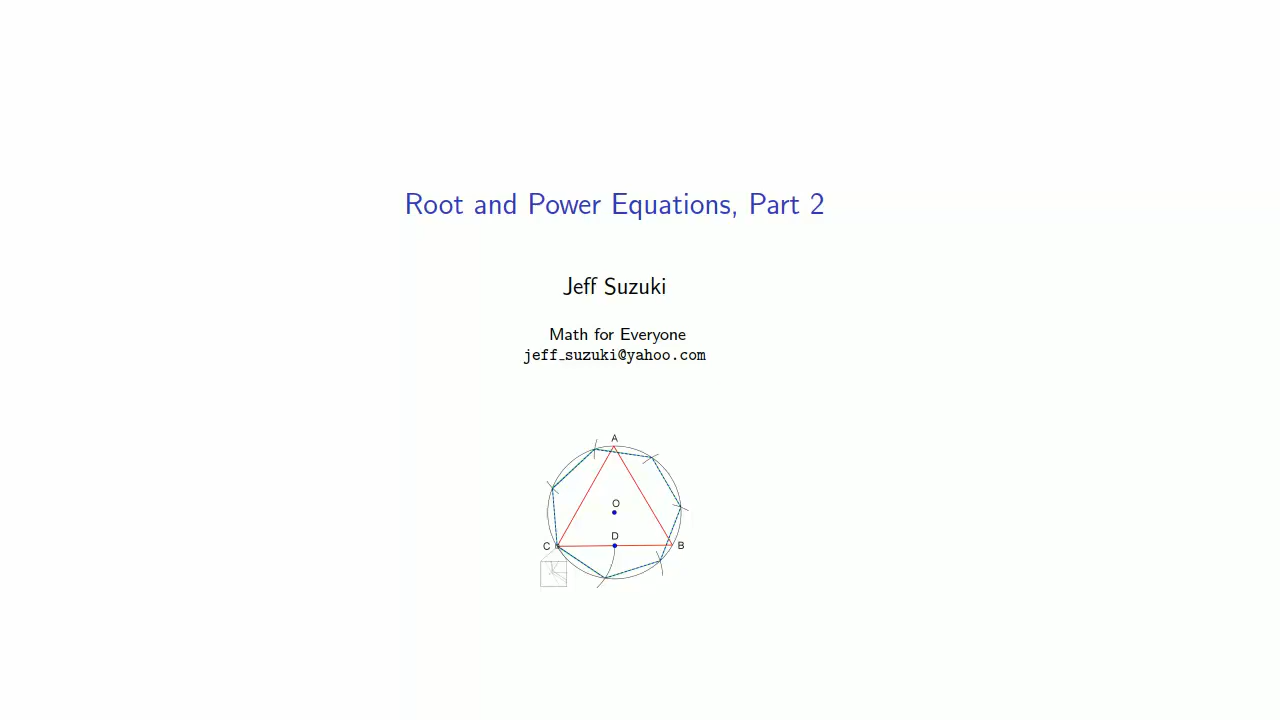 Root and Power Equations, Part 2
Jeff Suzuki
Math for Everyone
jeff_suzuki@yahoo.com
A
O
D
C
B